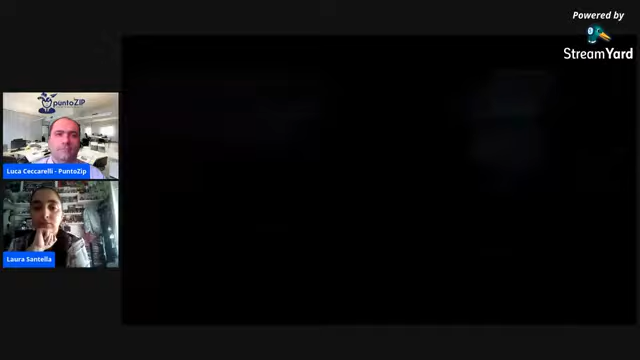 Powered by
StreamYard
puntoZIP
Luca Ceccarelli - PuntoZip
Laura Santella